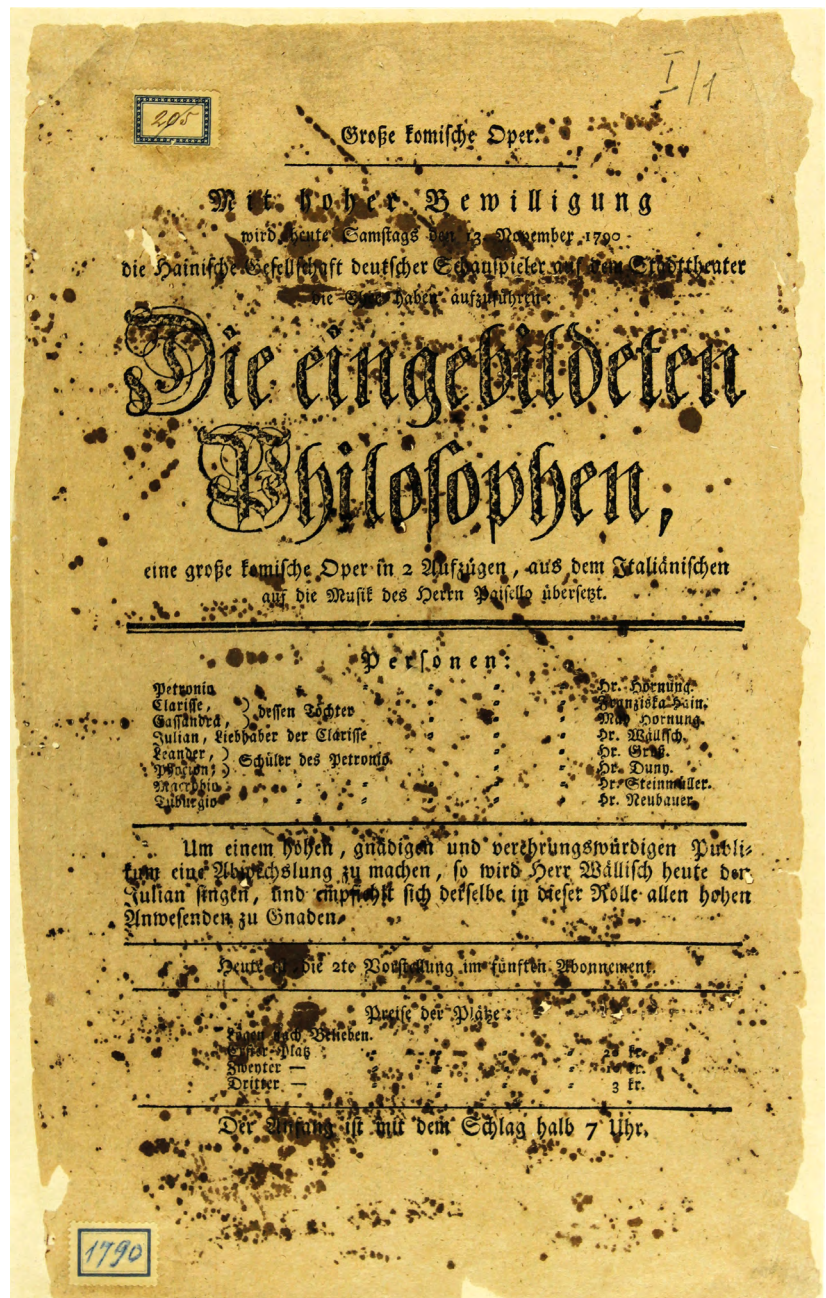 I/1
205
Große komische Oper.
Mit hoher Bewilligung
wird heute Samstags den 13. November 1790
die Hainische Gesellschaft deutscher Schauspieler auf dem Stadttheater
die Ehre haben aufzuführen:
Die eingebildeten
Philosophen,
eine große komische Oper in 2 Aufzügen, aus dem Italiänischen
auf die Musik des Herrn Paisello übersetzt.
Personen:
Petronio Hr. Hornung.
Clarisse, ) Franziska Hain.
Cassandra, ) dessen Töchter Mad. Hornung.
Julian, Liebhaber der Clarisse Hr. Wällisch.
Leander, ) Hr. Groß.
) Schüler des Petronio. Hr. Duny.
Macrobio Hr. Steinmüller.
Tiburgio Hr. Neubauer.
Um einem hohen, gnädigen und verehrungswürdigen Publi-
kum eine Abwechslung zu machen, so wird Herr Wällisch heute den
Julian singen, und empfiehlt sich derselbe in dieser Rolle allen hohen
Anwesenden zu Gnaden.
Heute ist die 2te Vorstellung im fünften Abonnement.
Preise der Plätze:
Logen nach Belieben.
Erster Platz kr.
Zweyter — kr.
Dritter — 3 kr.
Der Anfang ist mit dem Schlag halb 7 Uhr.
1790